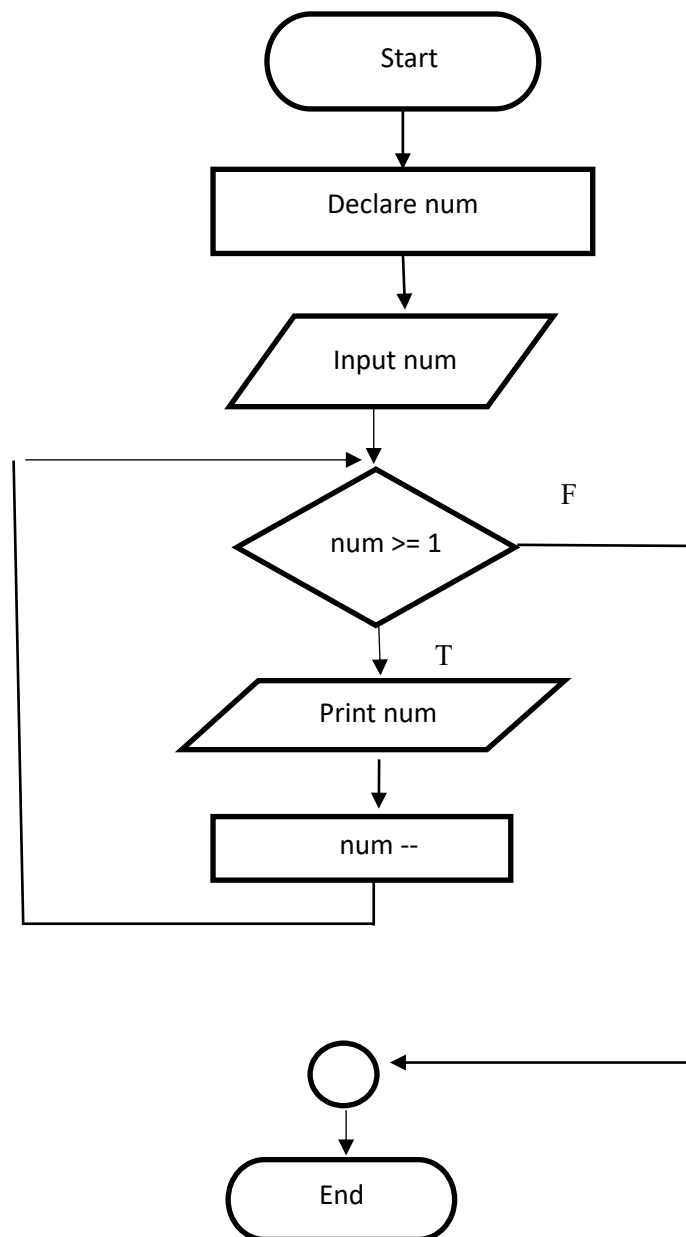 Start
Declare num
Input num
F
num >= 1
T
Print num
num --
End